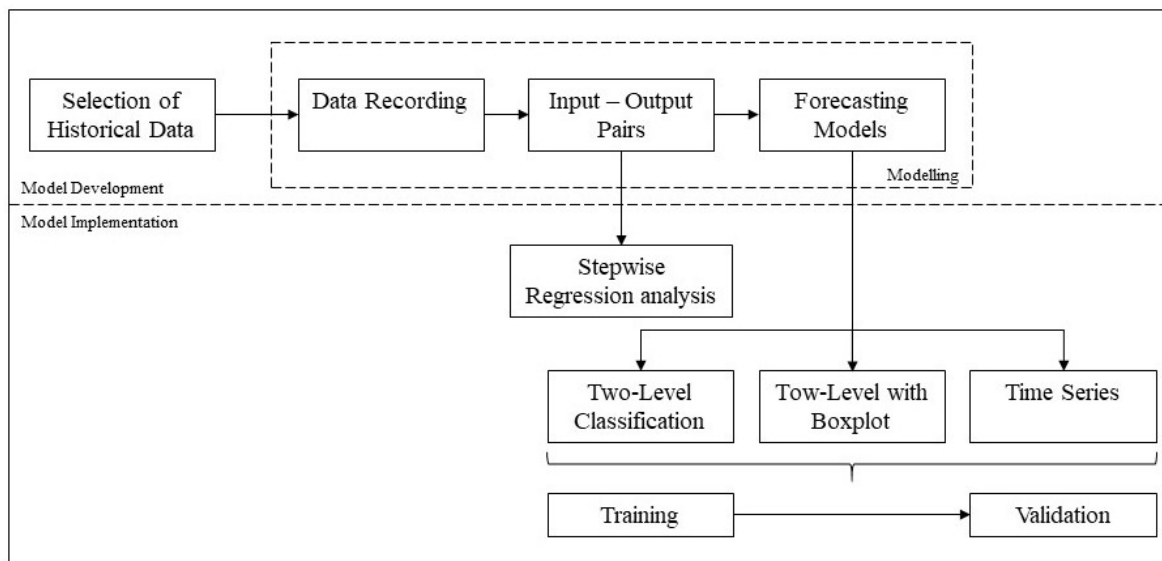 Selection of
Historical Data
Data Recording
Input – Output
Pairs
Forecasting
Models
Modelling
Model Development
Model Implementation
Stepwise
Regression analysis
Two-Level
Classification
Tow-Level with
Boxplot
Time Series
Training
Validation